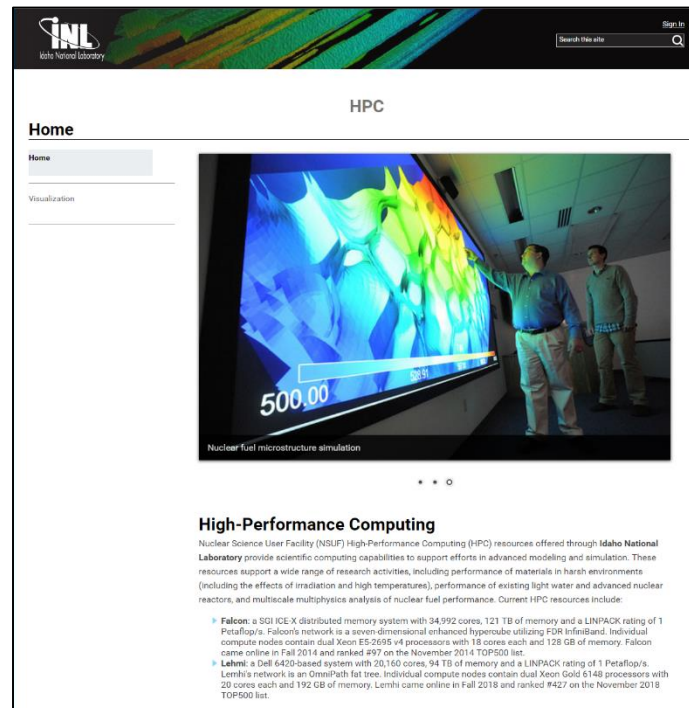 INL
Idaho National Laboratory
Sign In
Search this site
HPC
Home
Home
Visualization
500.00
528.91
Nuclear fuel microstructure simulation
High-Performance Computing
Nuclear Science User Facility (NSUF) High-Performance Computing (HPC) resources offered through Idaho National
Laboratory provide scientific computing capabilities to support efforts in advanced modeling and simulation. These
resources support a wide range of research activities, including performance of materials in harsh environments
(including the effects of irradiation and high temperatures), performance of existing light water and advanced nuclear
reactors, and multiscale multiphysics analysis of nuclear fuel performance. Current HPC resources include:
Falcon: a SGI ICE-X distributed memory system with 34,992 cores, 121 TB of memory and a LINPACK rating of 1
Petaflop/s. Falcon's network is a seven-dimensional enhanced hypercube utilizing FDR InfiniBand. Individual
compute nodes contain dual Xeon E5-2695 v4 processors with 18 cores each and 128 GB of memory. Falcon
came online in Fall 2014 and ranked #97 on the November 2014 TOP500 list.
Lehmi: a Dell 6420-based system with 20,160 cores, 94 TB of memory and a LINPACK rating of 1 Petaflop/s.
Lemhi's network is an OmniPath fat tree. Individual compute nodes contain dual Xeon Gold 6148 processors with
20 cores each and 192 GB of memory. Lemhi came online in Fall 2018 and ranked #427 on the November 2018
TOP500 list.